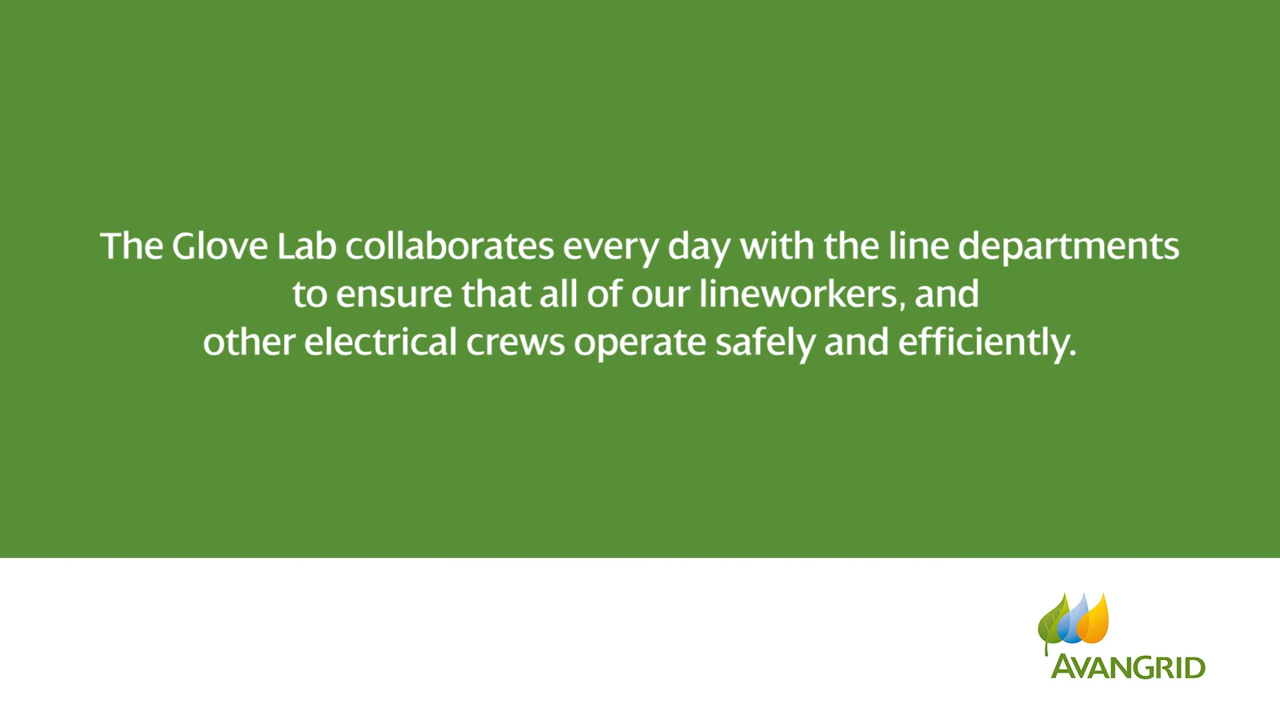 The Glove Lab collaborates every day with the line departments
to ensure that all of our lineworkers, and
other electrical crews operate safely and efficiently.
AVANGRID